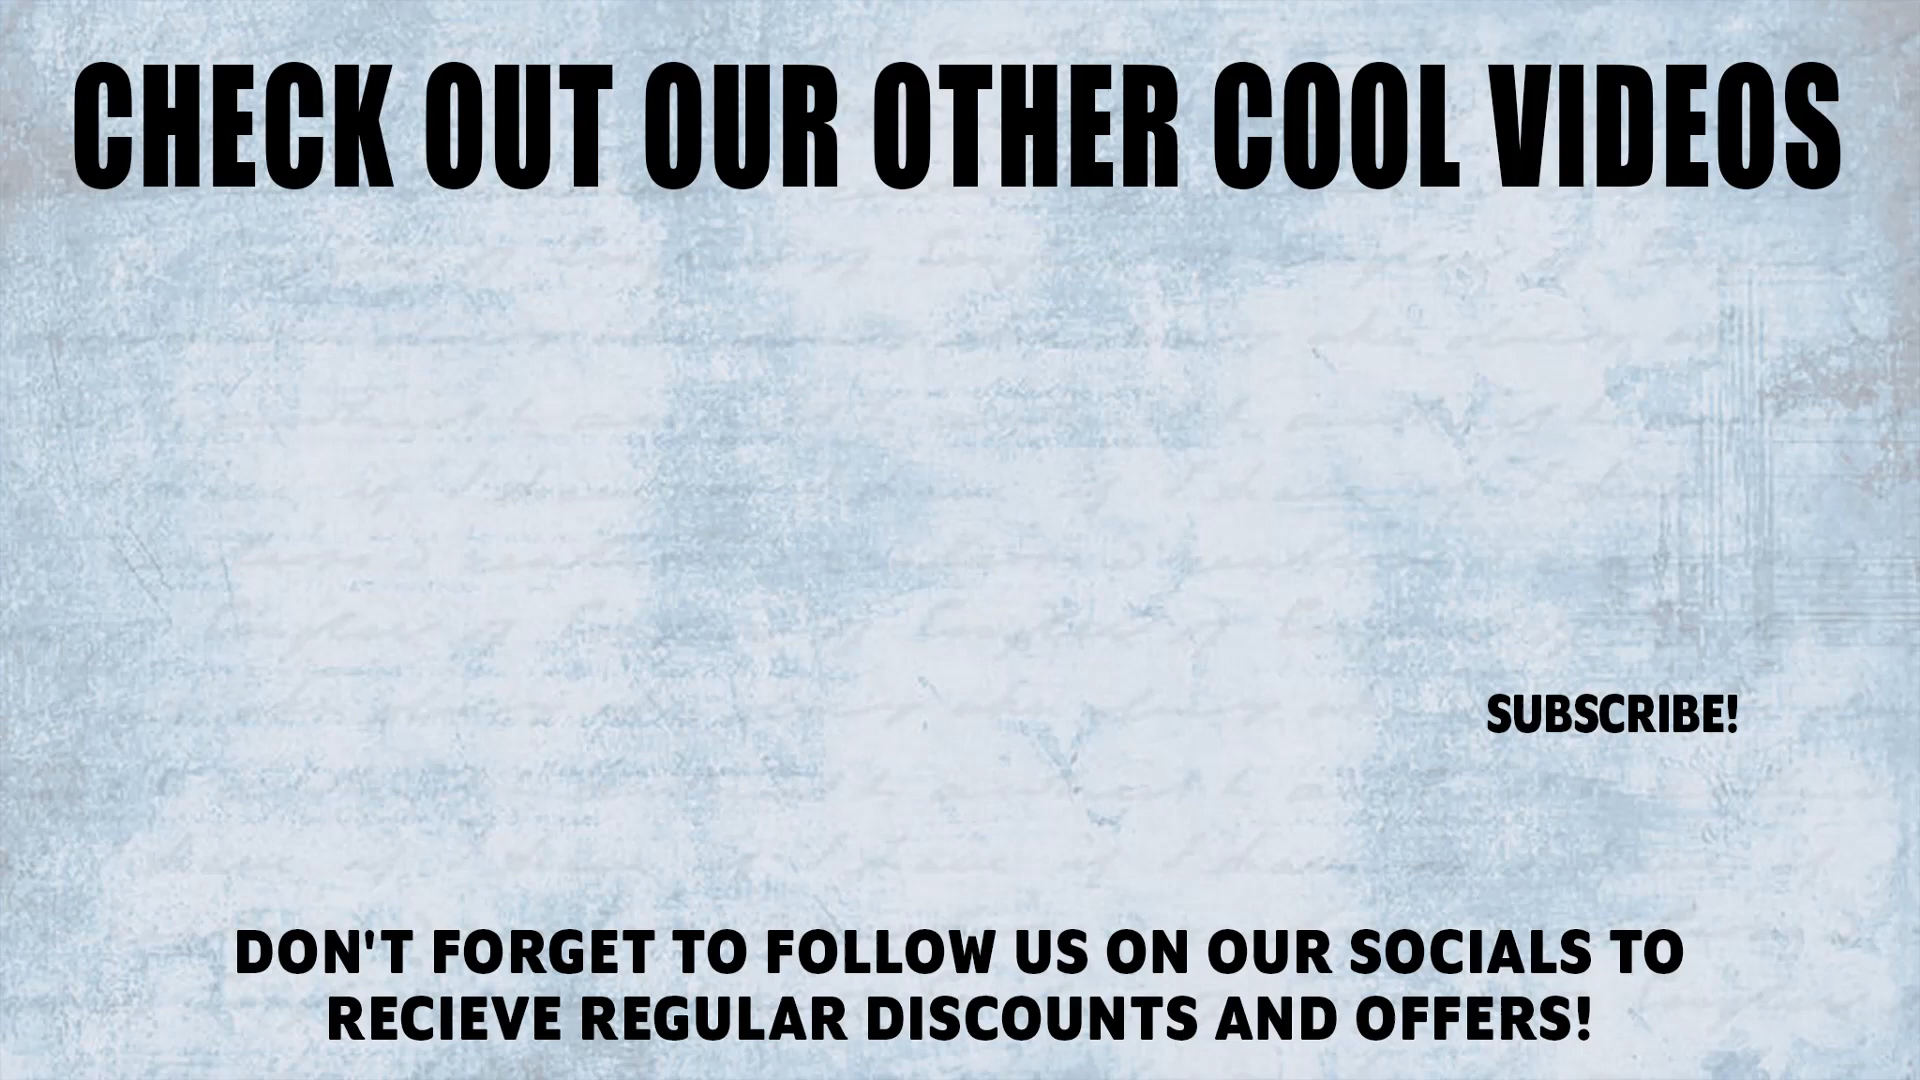 CHECK OUT OUR OTHER COOL VIDEOS
SUBSCRIBE!
DON'T FORGET TO FOLLOW US ON OUR SOCIALS TO
RECIEVE REGULAR DISCOUNTS AND OFFERS!